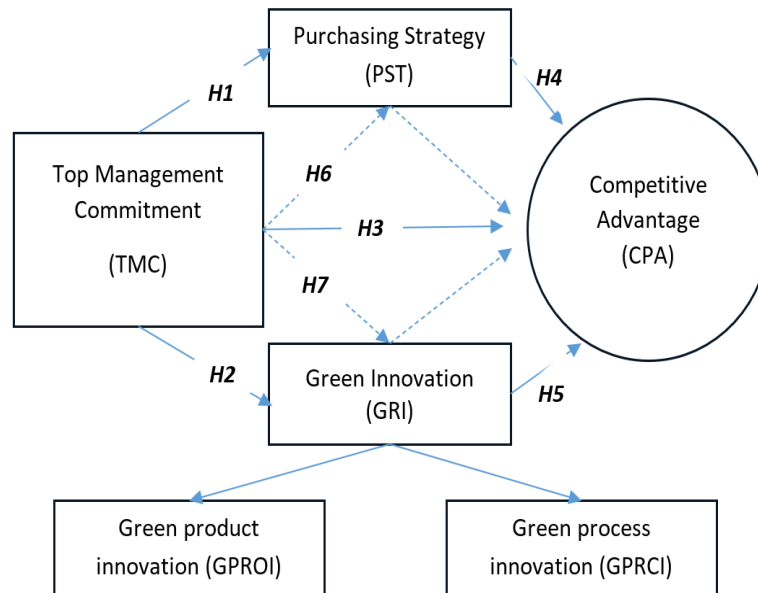 Purchasing Strategy
(PST)
H1
H4
Top Management
Commitment
(TMC)
H6
H3
H7
Competitive
Advantage
(CPA)
H2
Green Innovation
(GRI)
H5
Green product
innovation (GPROI)
Green process
innovation (GPRCI)